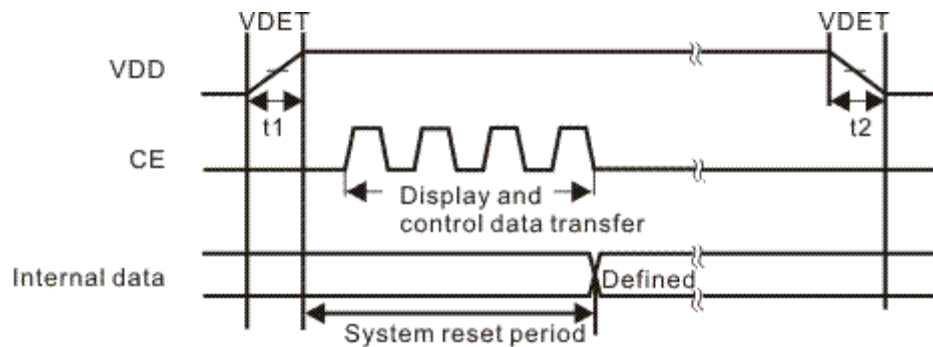 VDET
VDET
VDD
t1
t2
CE
Display and
control data transfer
Internal data
Defined
System reset period